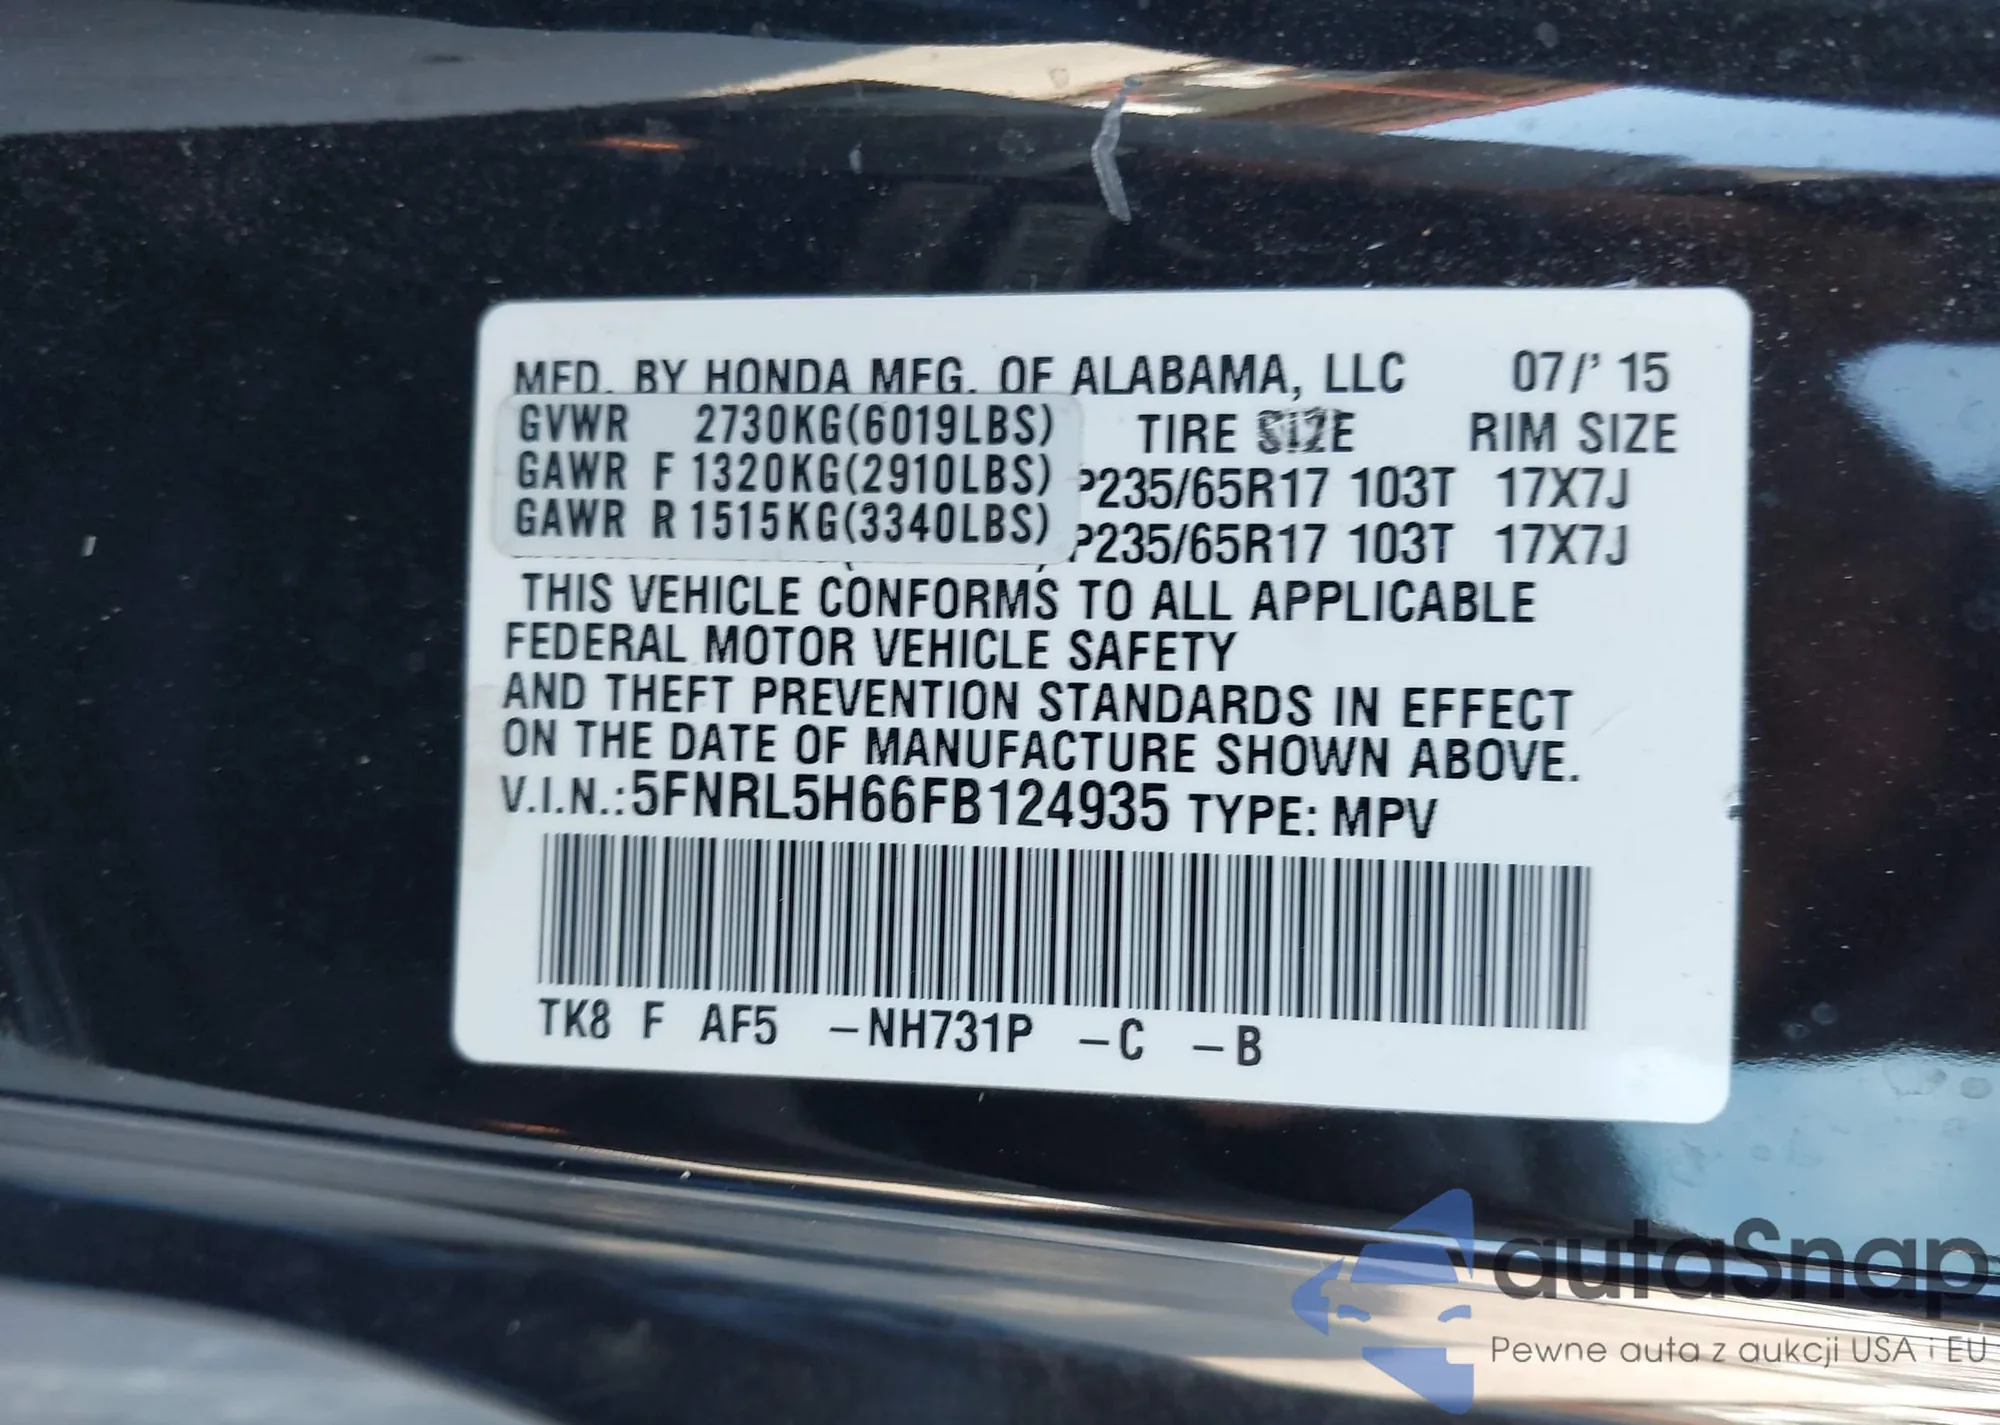 MFD. BY HONDA MFG. OF ALABAMA, LLC 07/' 15
GVWR 2730KG(6019LBS) TIRE SIZE RIM SIZE
GAWR F 1320KG(2910LBS) P235/65R17 103T 17X7J
GAWR R 1515KG(3340LBS) P235/65R17 103T 17X7J
THIS VEHICLE CONFORMS TO ALL APPLICABLE
FEDERAL MOTOR VEHICLE SAFETY
AND THEFT PREVENTION STANDARDS IN EFFECT
ON THE DATE OF MANUFACTURE SHOWN ABOVE.
V.I.N.:5FNRL5H66FB124935 TYPE: MPV
TK8 F AF5 –NH731P –C –B
autaSnap
Pewne auta z aukcji USA i EU